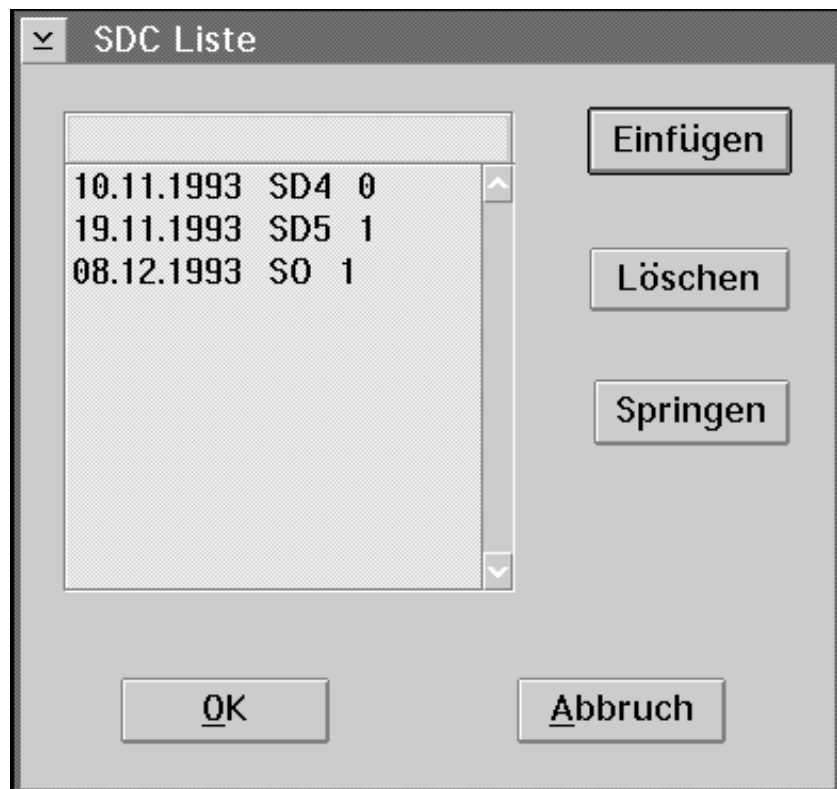 SDC Liste
Einfügen
10.11.1993 SD4 0
19.11.1993 SD5 1
08.12.1993 SO 1
Löschen
Springen
OK
Abbruch